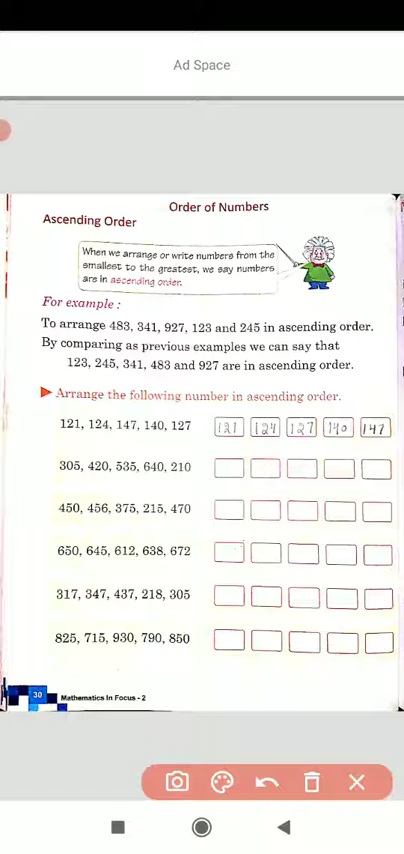 Ad Space
Order of Numbers
Ascending Order
When we arrange or write numbers from the
smallest to the greatest, we say numbers
are in ascending order.
For example :
To arrange 483, 341, 927, 123 and 245 in ascending order.
By comparing as previous examples we can say that
123, 245, 341, 483 and 927 are in ascending order.
Arrange the following number in ascending order.
121, 124, 147, 140, 127 121 124 127 140 147
305, 420, 535, 640, 210
450, 456, 375, 215, 470
650, 645, 612, 638, 672
317, 347, 437, 218, 305
825, 715, 930, 790, 850
30 Mathematics In Focus - 2